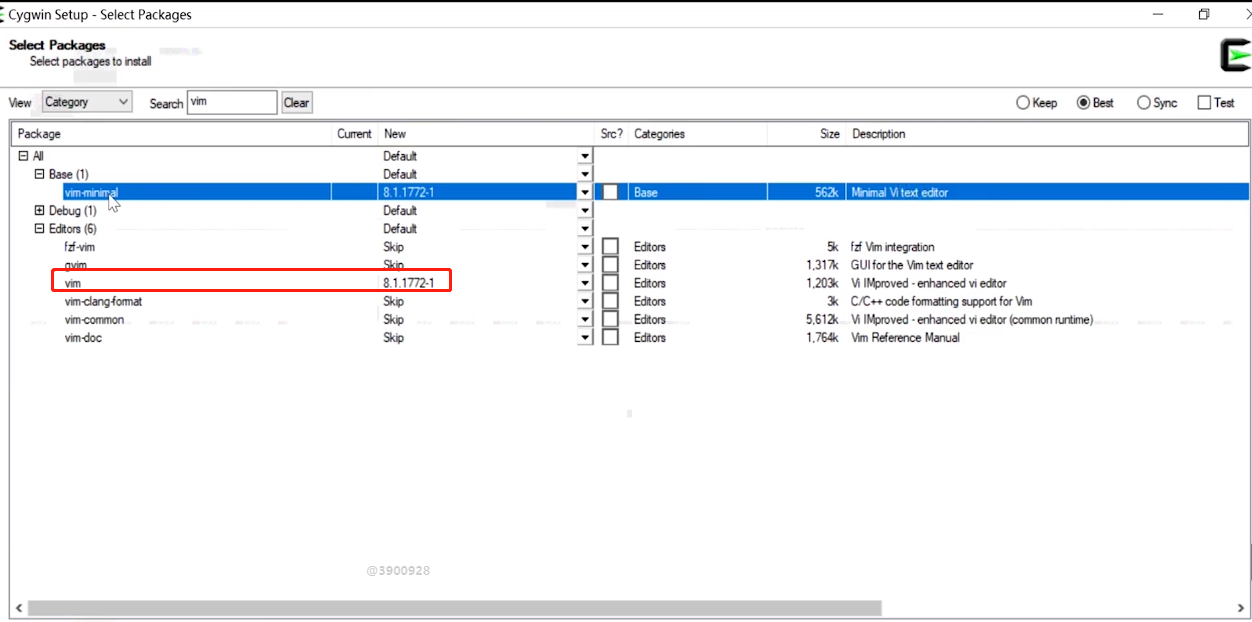 Cygwin Setup - Select Packages
Select Packages
Select packages to install
View Category Search vim Clear Keep Best Sync Test
Package Current New Src? Categories Size Description
All Default
Base (1) Default
vim-minimal 8.1.1772-1 Base 562k Minimal Vi text editor
Debug (1) Default
Editors (6) Default
fzf-vim Skip Editors 5k fzf Vim integration
gvim Skip Editors 1,317k GUI for the Vim text editor
vim 8.1.1772-1 Editors 1,203k Vi IMproved - enhanced vi editor
vim-clang-format Skip Editors 3k C/C++ code formatting support for Vim
vim-common Skip Editors 5,612k Vi IMproved - enhanced vi editor (common runtime)
vim-doc Skip Editors 1,764k Vim Reference Manual
@3900928